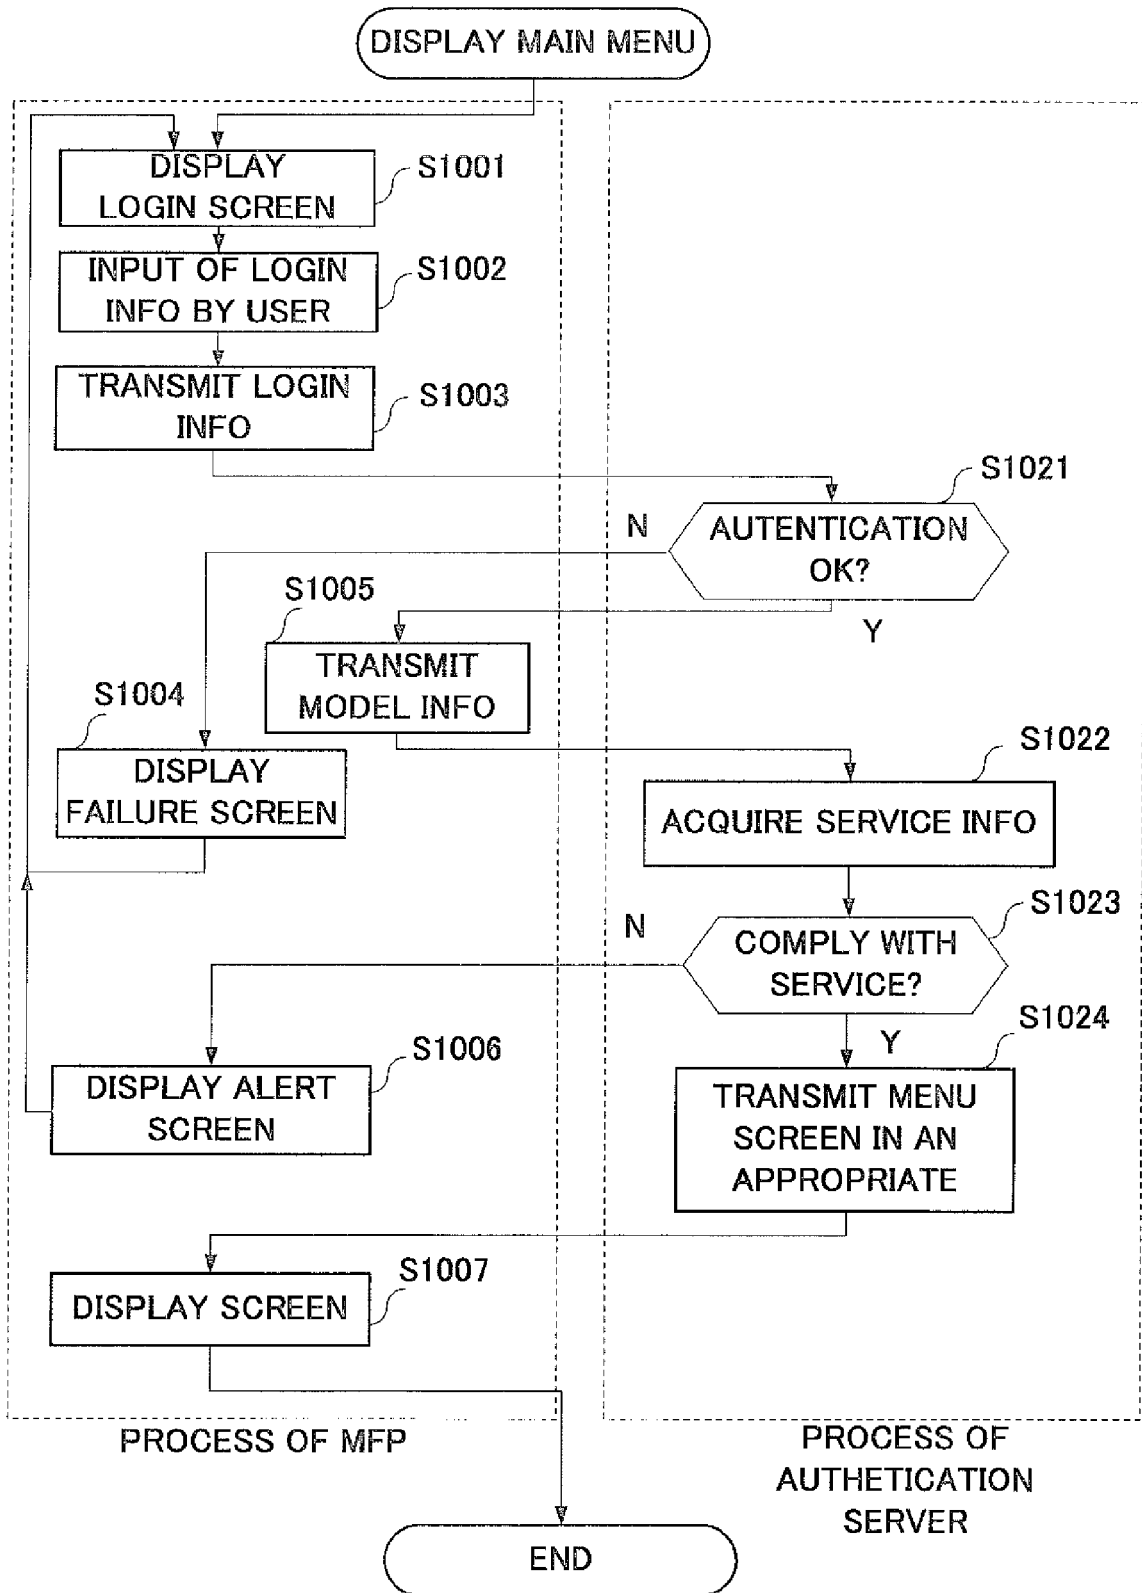 DISPLAY MAIN MENU
DISPLAY
LOGIN SCREEN
S1001
INPUT OF LOGIN
INFO BY USER
S1002
TRANSMIT LOGIN
INFO
S1003
S1021
AUTENTICATION
OK?
N
Y
S1005
TRANSMIT
MODEL INFO
S1004
DISPLAY
FAILURE SCREEN
S1022
ACQUIRE SERVICE INFO
S1023
COMPLY WITH
SERVICE?
N
Y
S1024
TRANSMIT MENU
SCREEN IN AN
APPROPRIATE
S1006
DISPLAY ALERT
SCREEN
S1007
DISPLAY SCREEN
PROCESS OF MFP
PROCESS OF
AUTHETICATION
SERVER
END